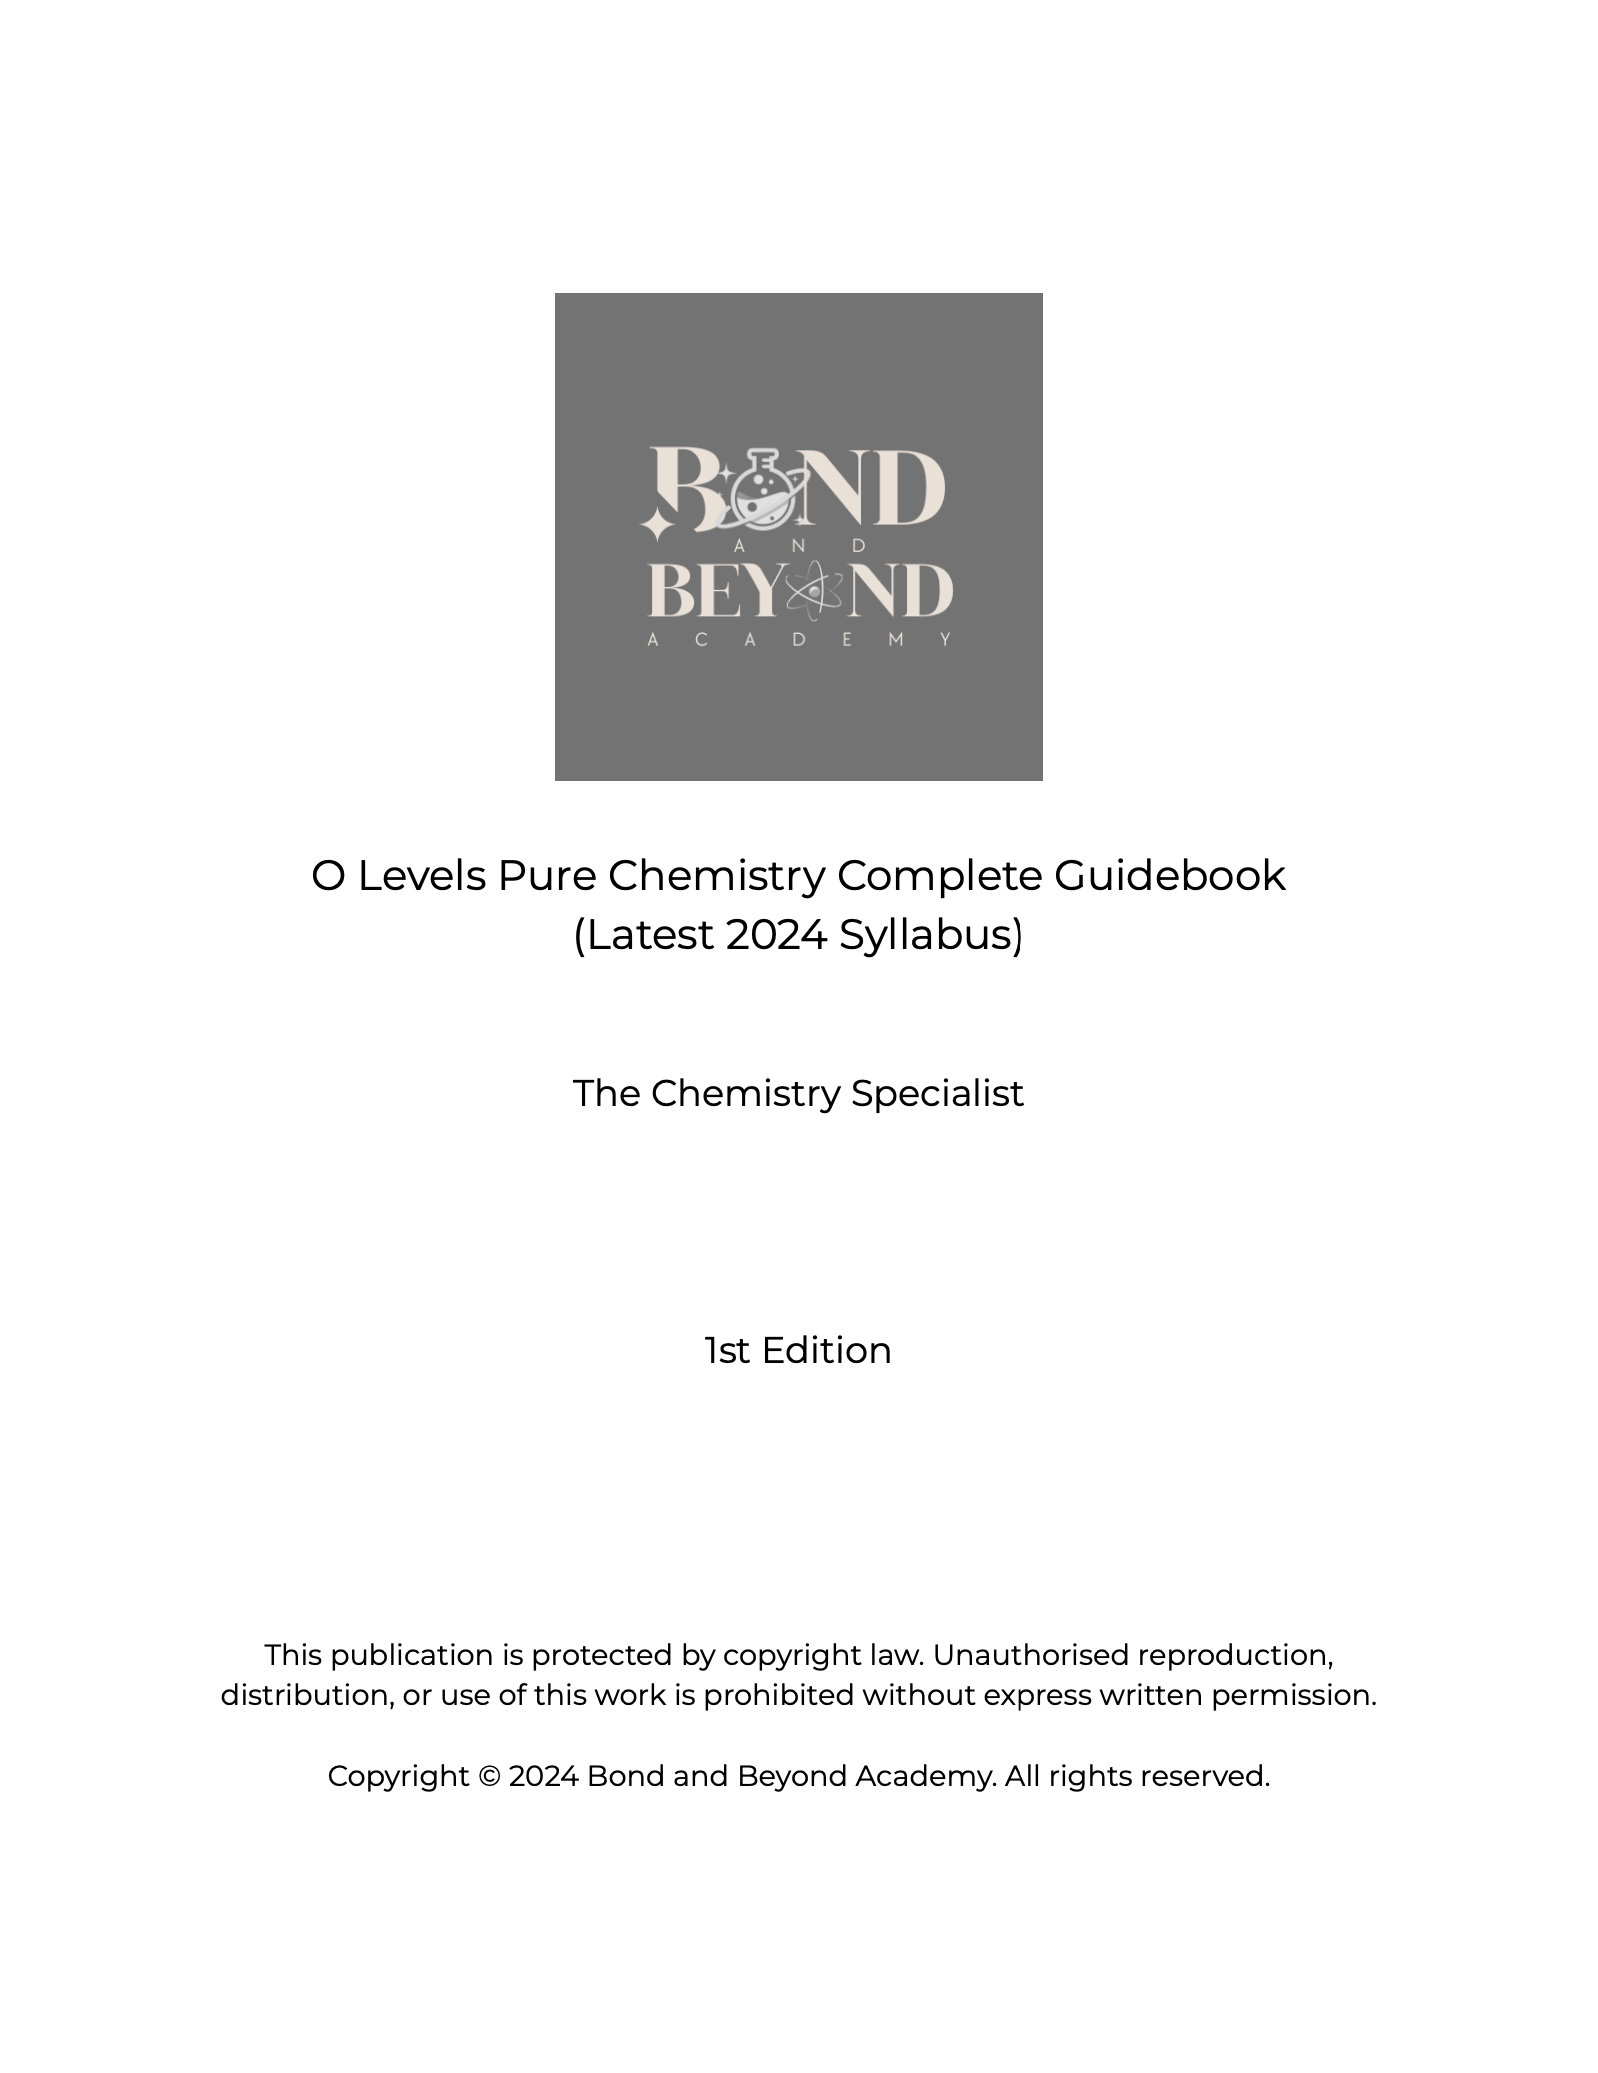 BOND
AND
BEYOND
ACADEMY
O Levels Pure Chemistry Complete Guidebook
(Latest 2024 Syllabus)
The Chemistry Specialist
1st Edition
This publication is protected by copyright law. Unauthorised reproduction,
distribution, or use of this work is prohibited without express written permission.
Copyright © 2024 Bond and Beyond Academy. All rights reserved.